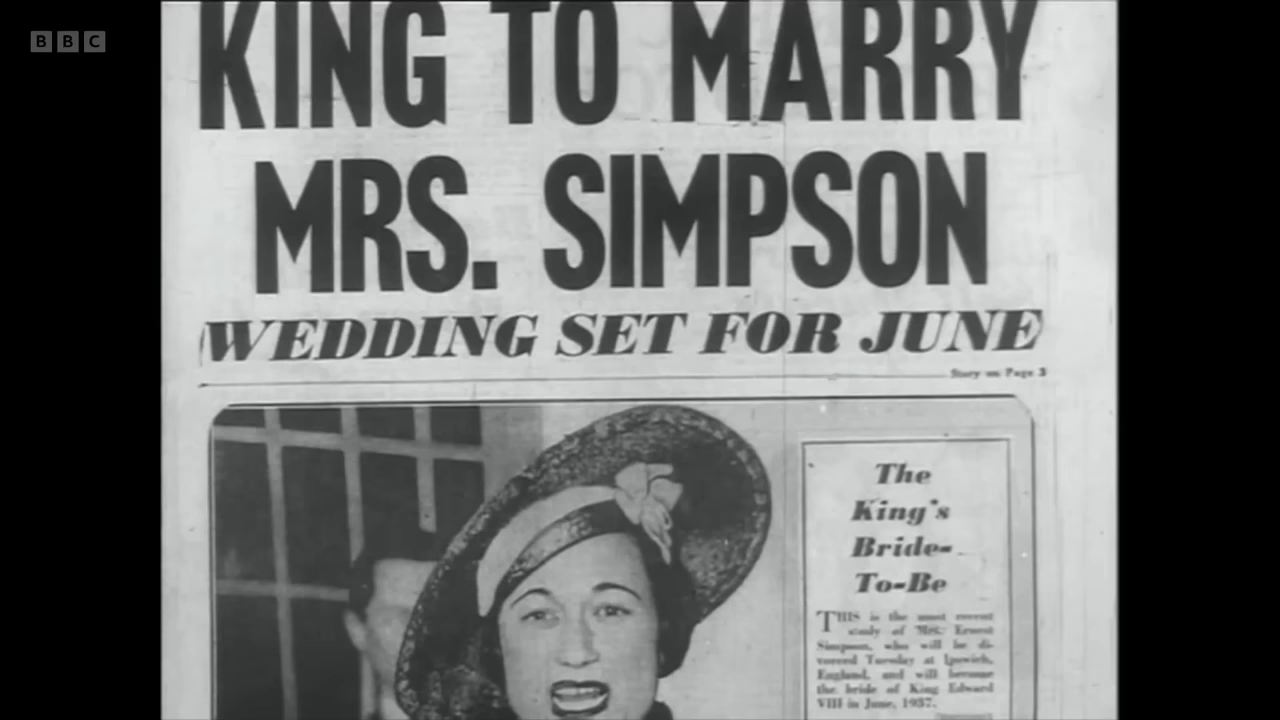 BBC
KING TO MARRY
MRS. SIMPSON
WEDDING SET FOR JUNE
Story on Page 3
The
King's
Bride-
To-Be
THIS is the most recent
study of Mrs. Ernest
Simpson, who will be di-
vorced Tuesday at Ipswich,
England, and will become
the bride of King Edward
VIII in June, 1937.